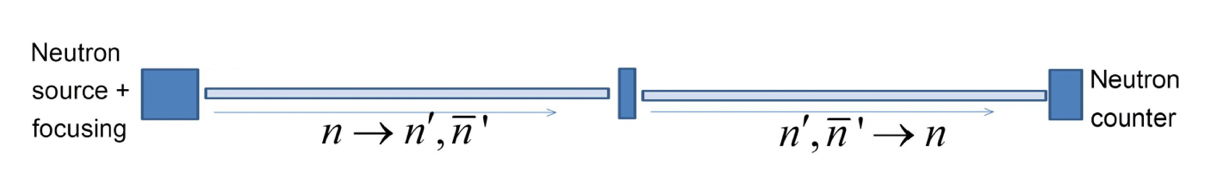 Neutron
source +
focusing
n → n′, n̅ '
n′, n̅ ' → n
Neutron
counter